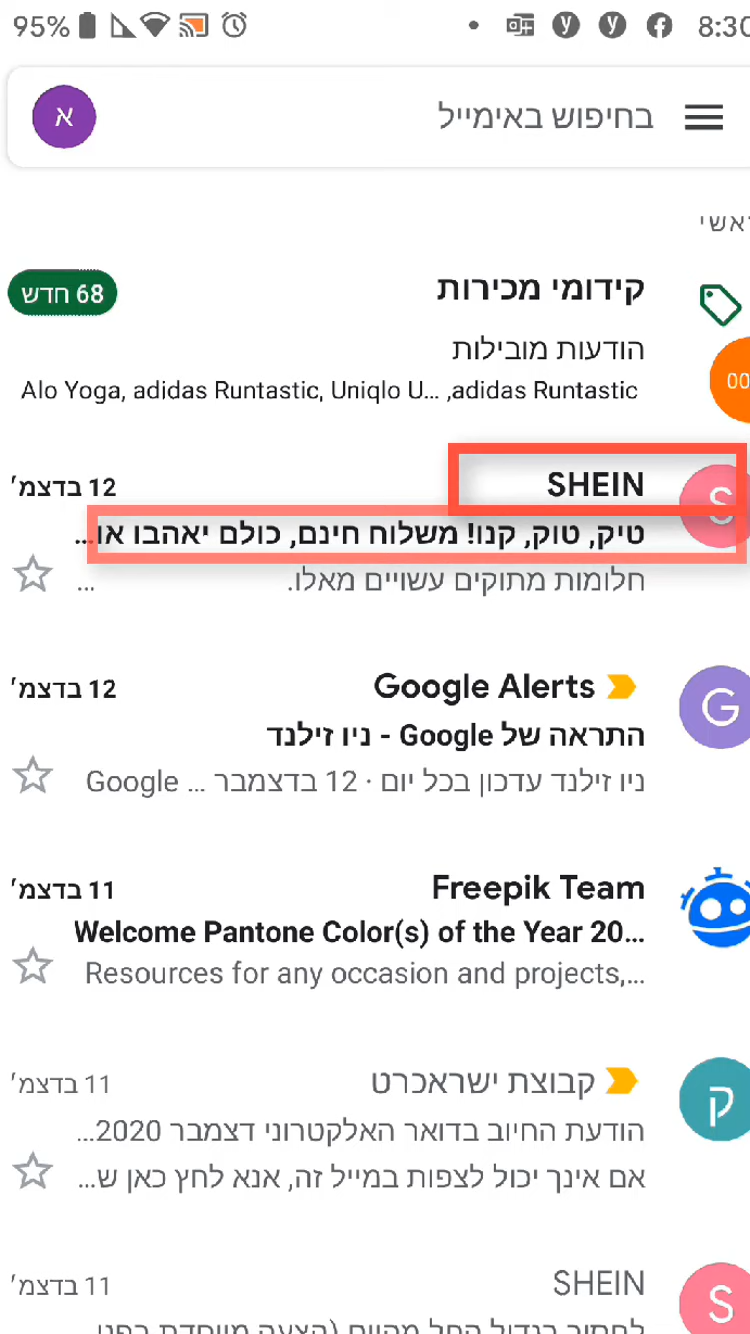 95% 8:30
א בחיפוש באימייל
ראשי
קידומי מכירות
68 חדש
הודעות מובילות
Alo Yoga, adidas Runtastic, Uniqlo U... ,adidas Runtastic
00
SHEIN
12 בדצמ׳
S
טיק, טוק, קנו! משלוח חינם, כולם יאהבו או...
חלומות מתוקים עשויים מאלו. ...
Google Alerts
12 בדצמ׳
G
התראה של Google - ניו זילנד
ניו זילנד עדכון בכל יום · 12 בדצמבר ... Google
Freepik Team
11 בדצמ׳
Welcome Pantone Color(s) of the Year 20...
Resources for any occasion and projects,...
קבוצת ישראכרט
11 בדצמ׳
ק
הודעת החיוב בדואר האלקטרוני דצמבר 2020...
אם אינך יכול לצפות במייל זה, אנא לחץ כאן ש...
SHEIN
11 בדצמ׳
S